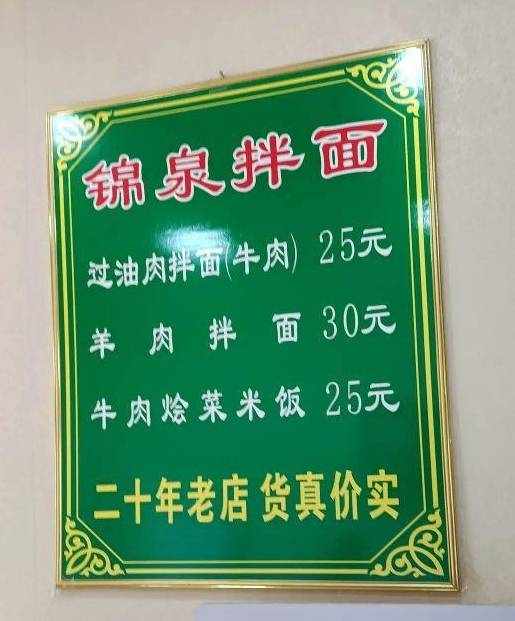 锦泉拌面
过油肉拌面(牛肉) 25元
羊肉拌面 30元
牛肉烩菜米饭 25元
二十年老店 货真价实